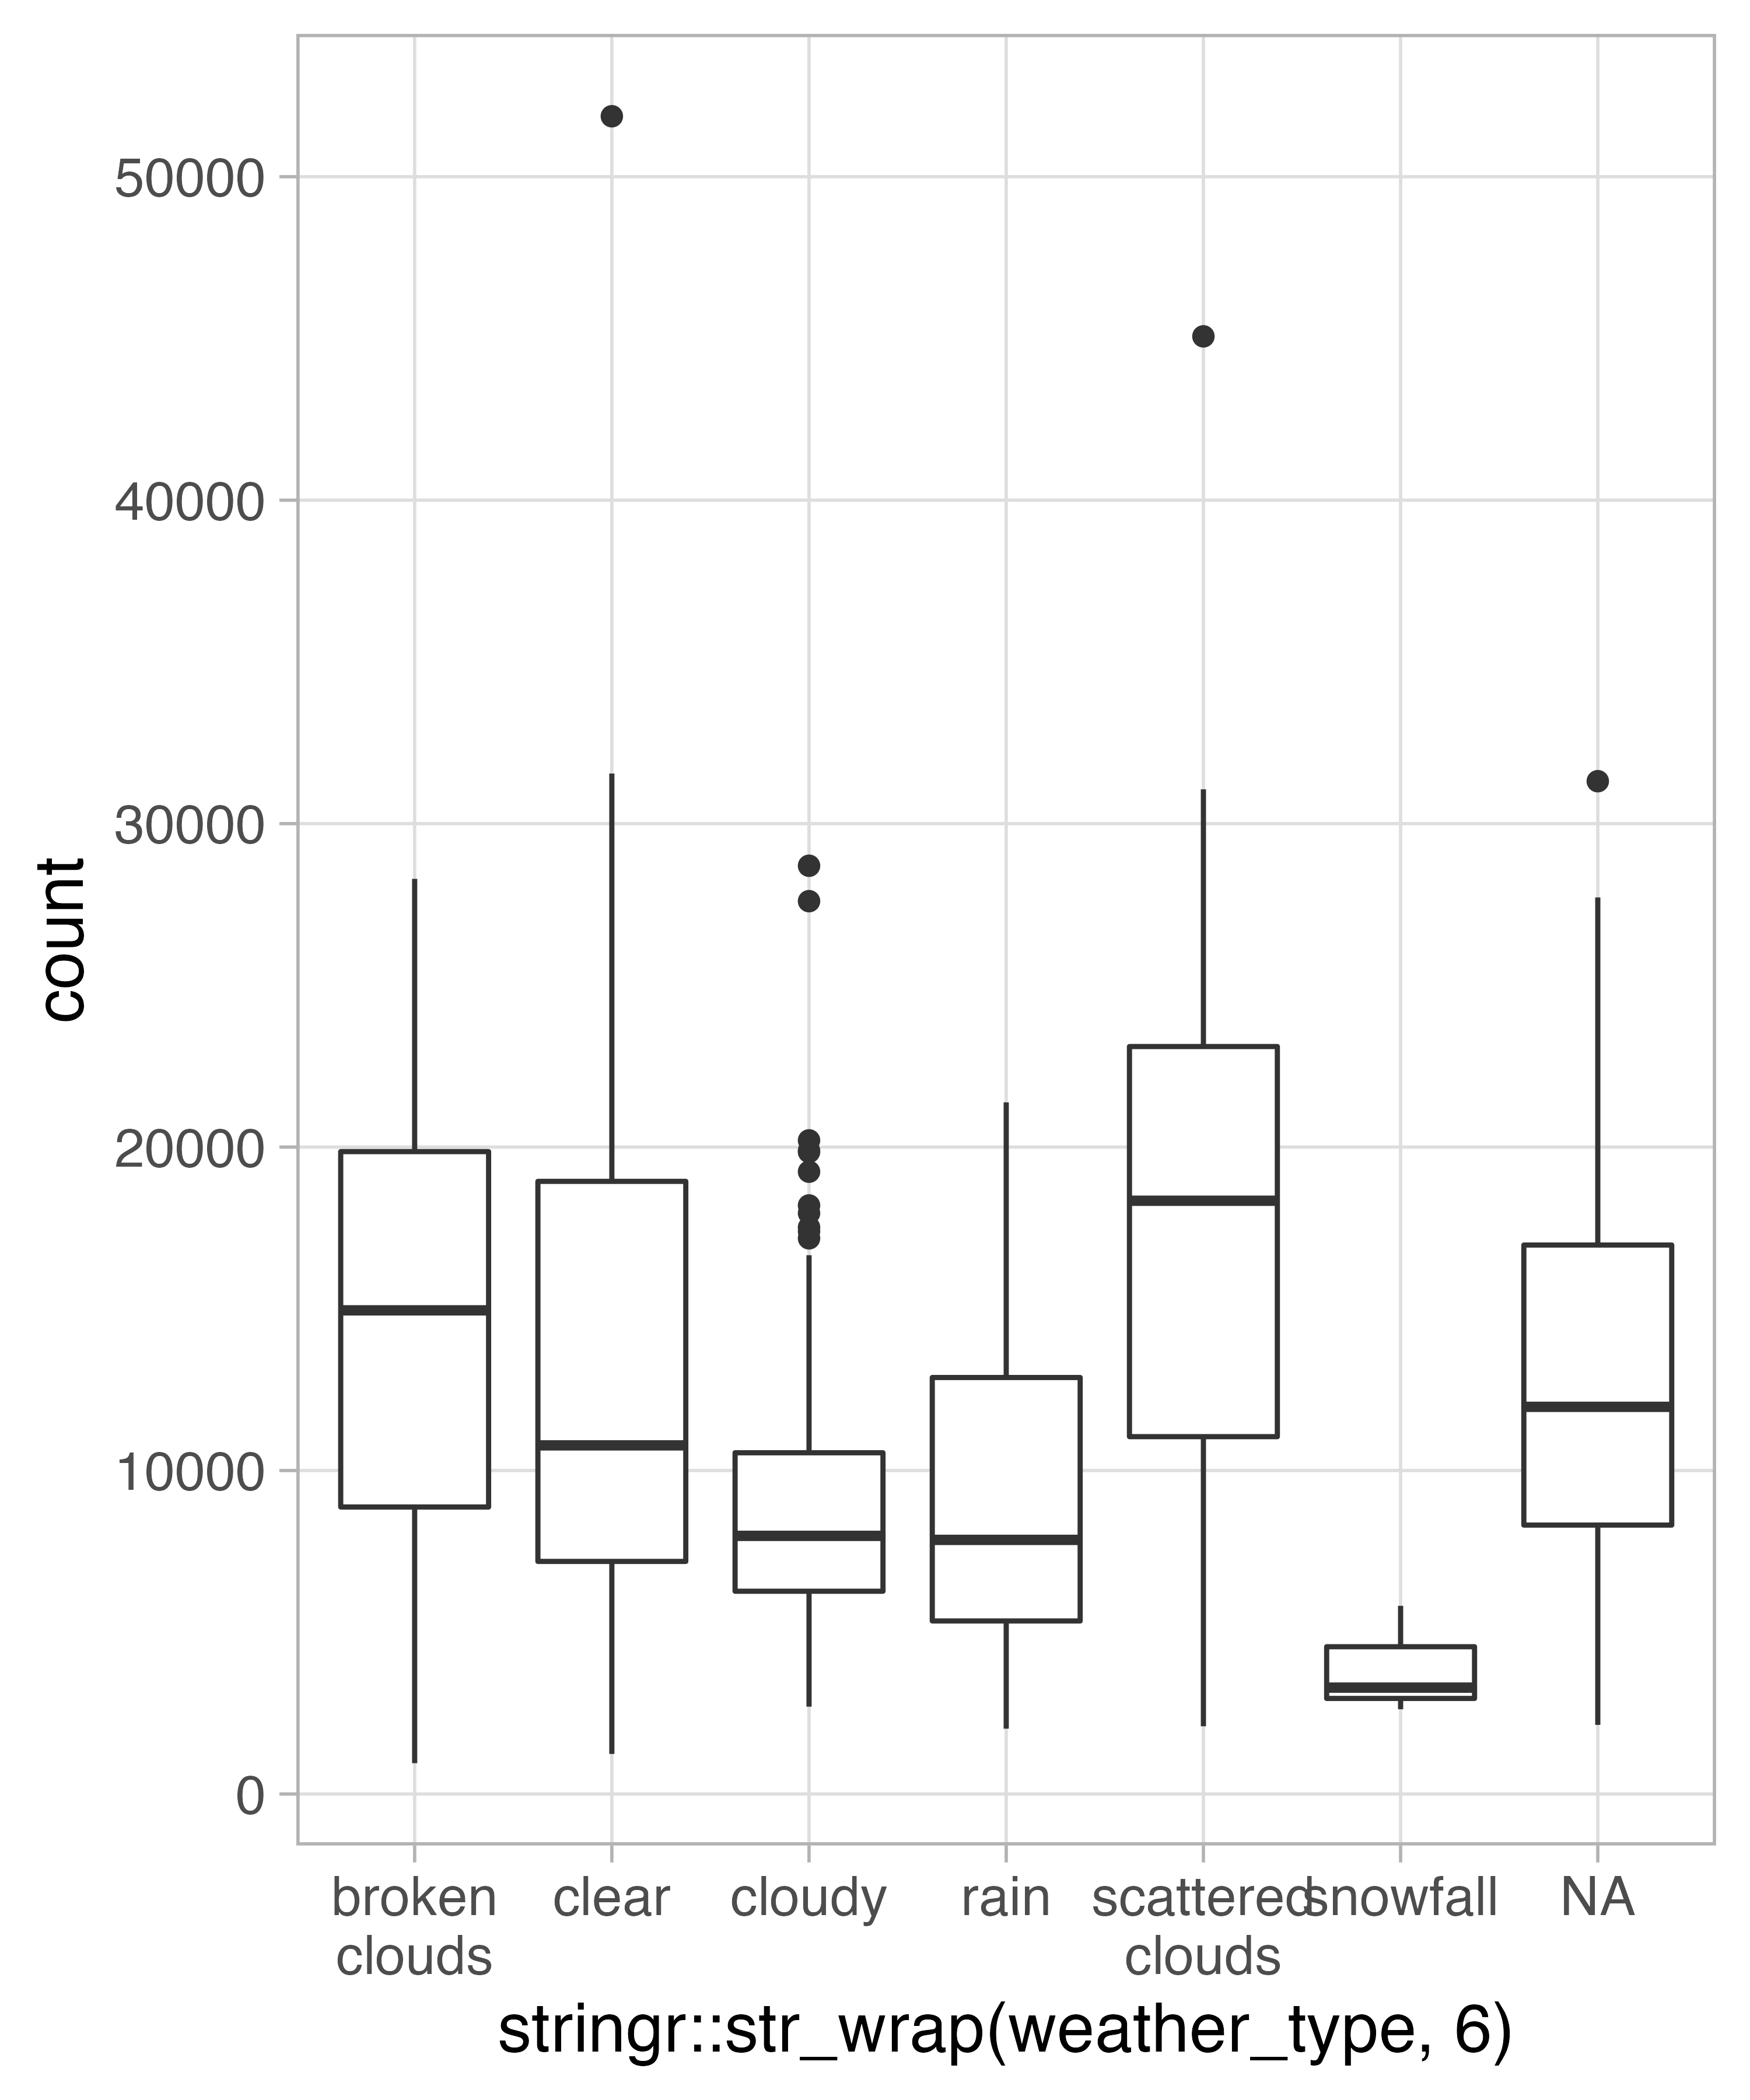 50000
40000
30000
20000
10000
0
count
broken clouds
clear
cloudy
rain
scattered clouds
snowfall
NA
stringr::str_wrap(weather_type, 6)